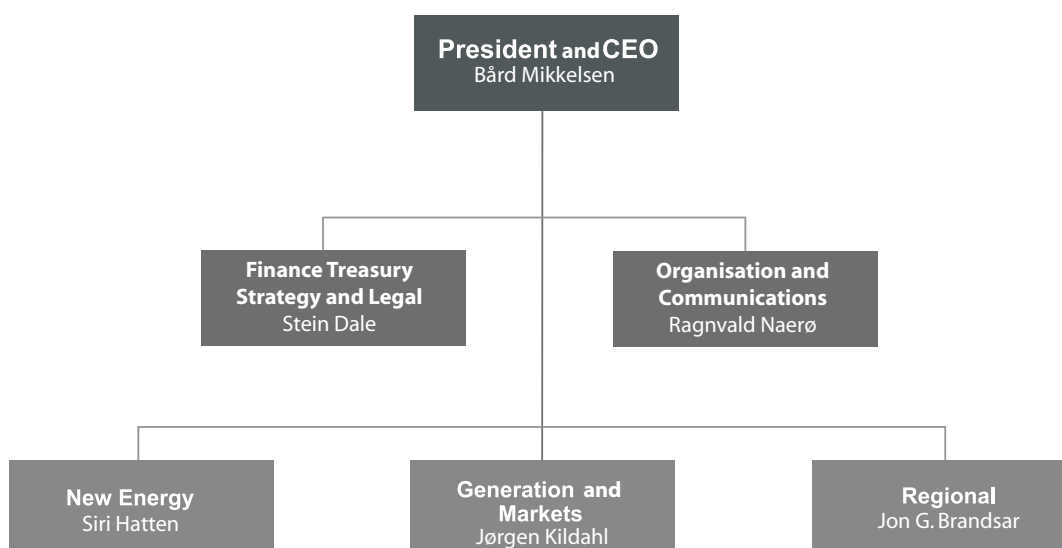 President and CEO
Bård Mikkelsen
Finance Treasury
Strategy and Legal
Stein Dale
Organisation and
Communications
Ragnvald Naerø
New Energy
Siri Hatten
Generation and
Markets
Jørgen Kildahl
Regional
Jon G. Brandsar